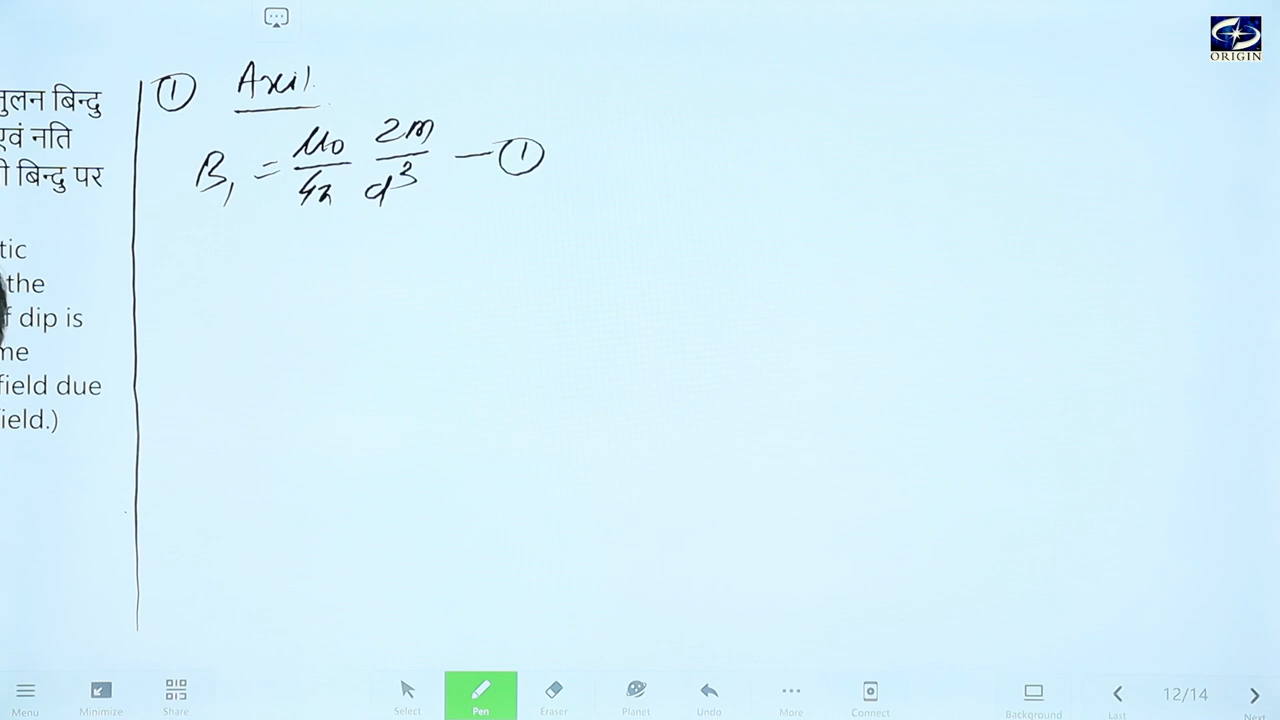 ORIGIN
तुलन बिन्दु
एवं नति
ी बिन्दु पर
tic
the
f dip is
me
field due
ield.)
① Axial
B₁ = μ₀/4π 2m/d³ — ①
Menu
Minimize
Share
Select
Pen
Eraser
Planet
Undo
More
Connect
Background
Last
12/14
Next